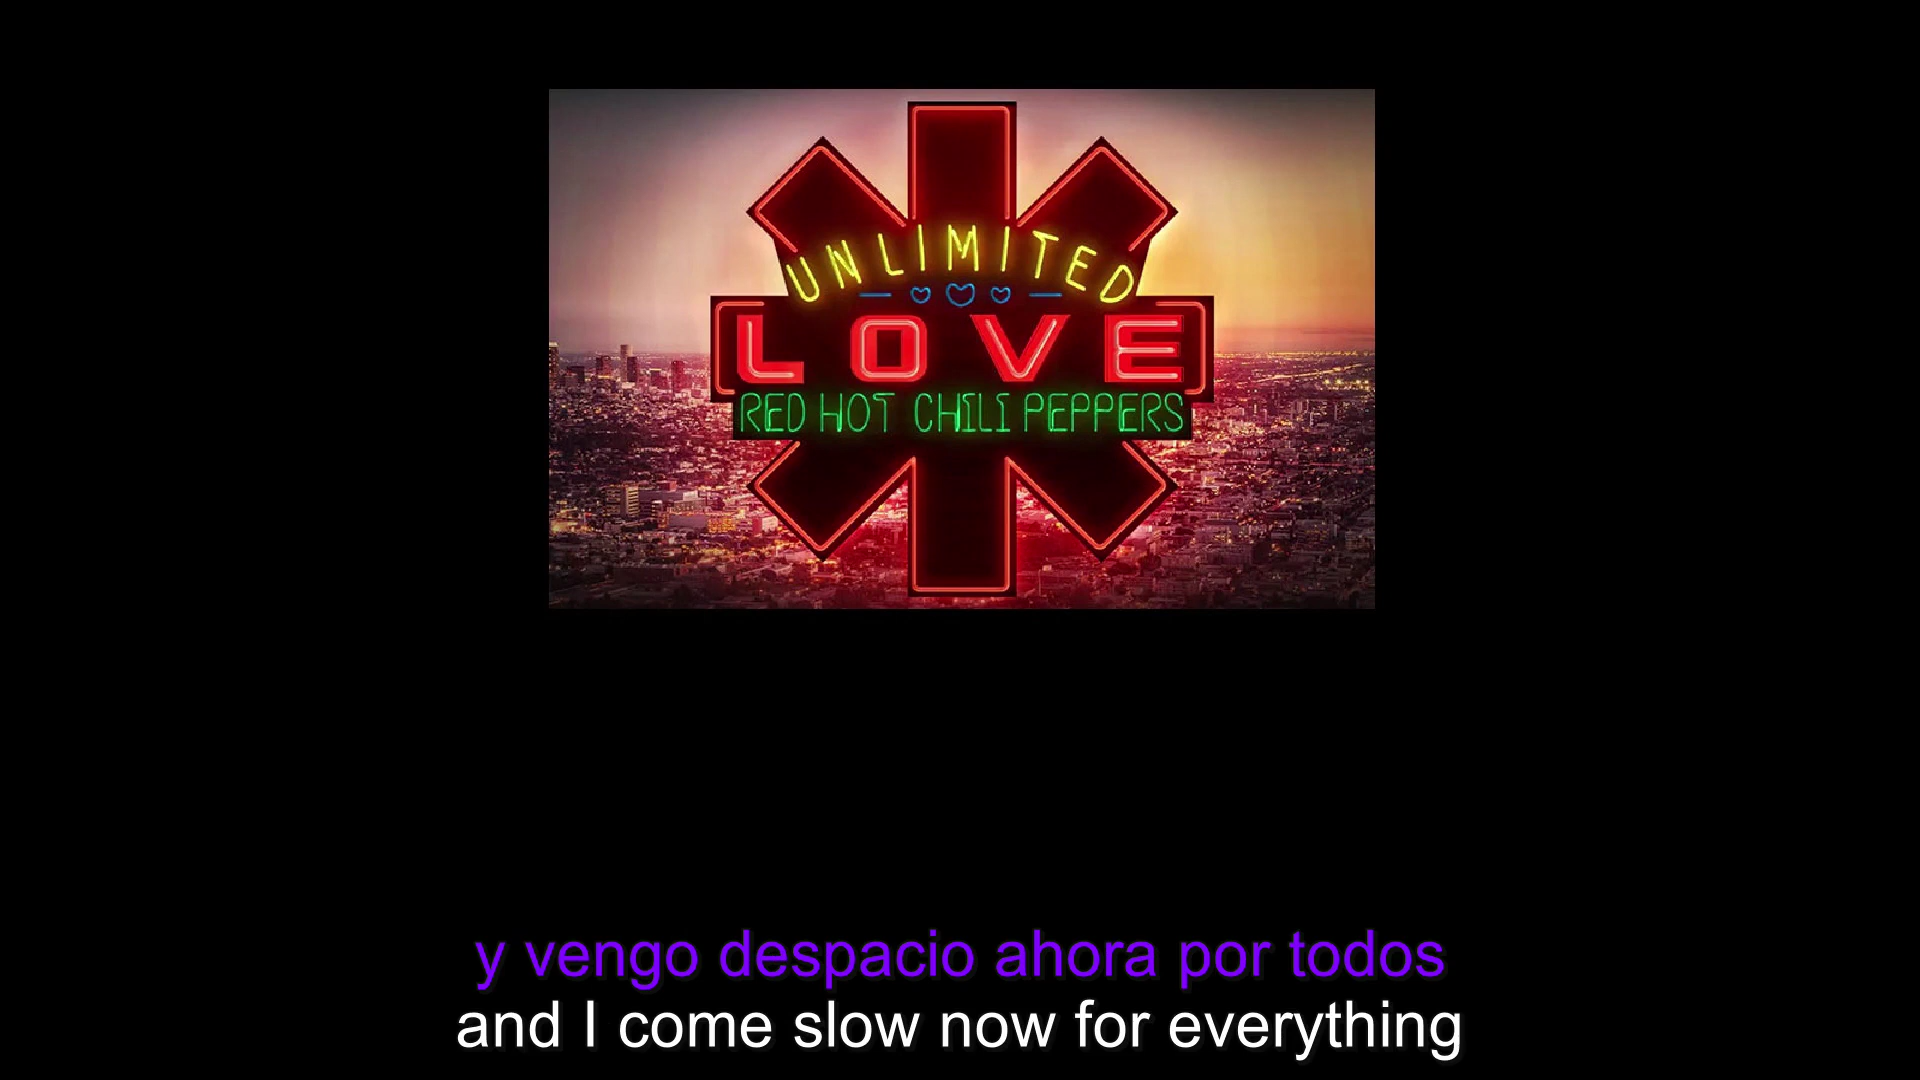 UNLIMITED
LOVE
RED HOT CHILI PEPPERS
y vengo despacio ahora por todos
and I come slow now for everything